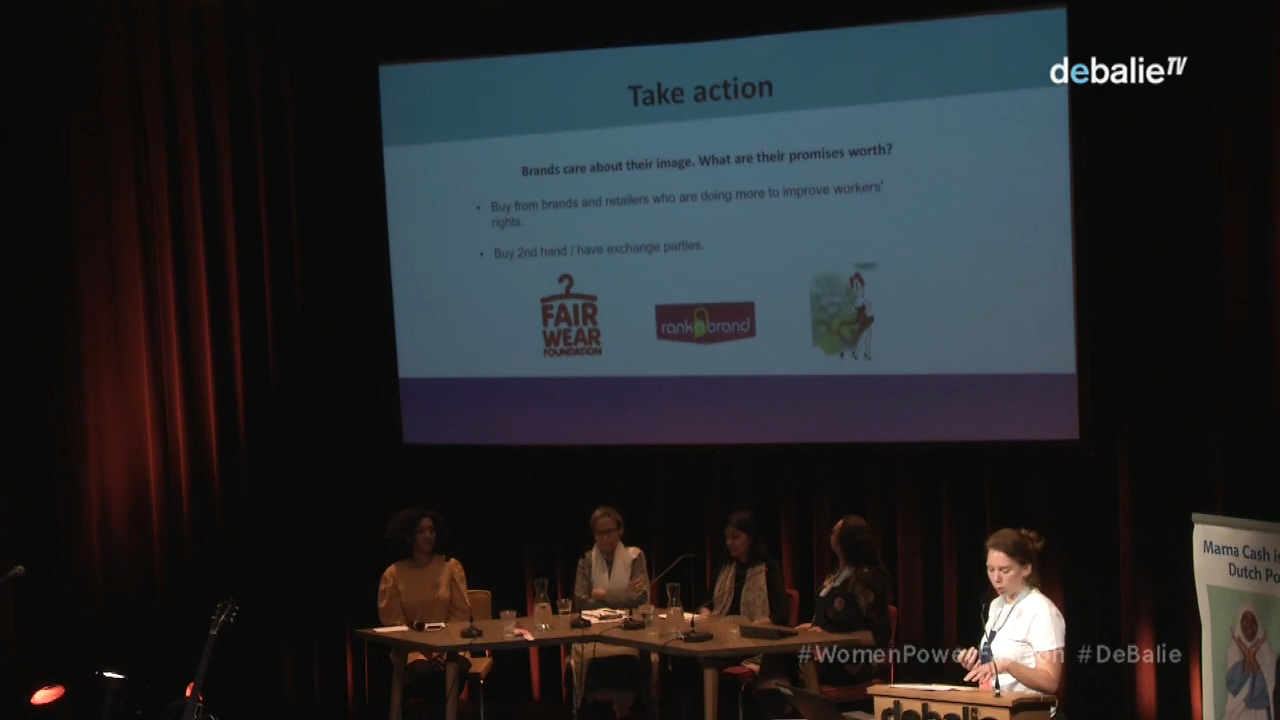 debalieTV
Take action
Brands care about their image. What are their promises worth?
• Buy from brands and retailers who are doing more to improve workers'
rights.
• Buy 2nd hand / have exchange parties.
FAIR
WEAR
FOUNDATION
rank a brand
Mama Cash is
Dutch Po
#WomenPowe #DeBalie
debalie